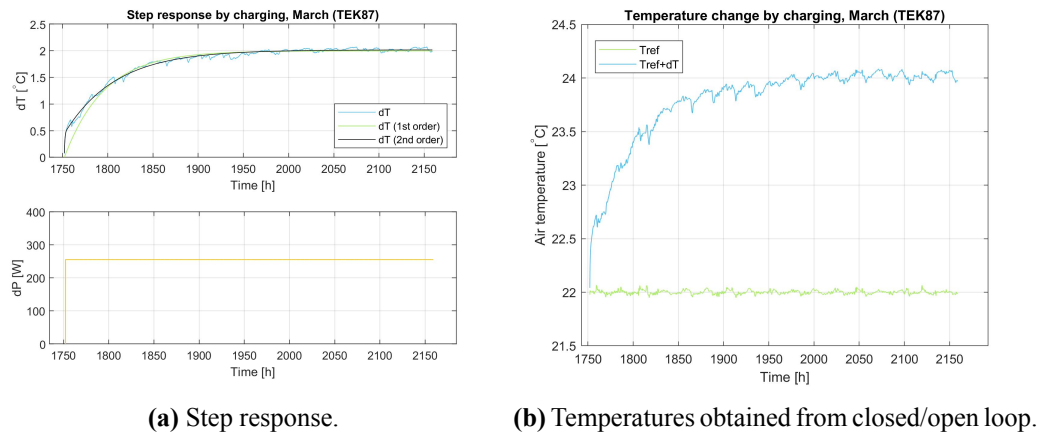 Step response by charging, March (TEK87)
2.5
2
1.5
1
0.5
0
dT [°C]
dT
dT (1st order)
dT (2nd order)
1750 1800 1850 1900 1950 2000 2050 2100 2150
Time [h]
400
300
200
100
0
dP [W]
1750 1800 1850 1900 1950 2000 2050 2100 2150
Time [h]
(a) Step response.
Temperature change by charging, March (TEK87)
24.5
24
23.5
23
22.5
22
21.5
Air temperature [°C]
Tref
Tref+dT
1750 1800 1850 1900 1950 2000 2050 2100 2150
Time [h]
(b) Temperatures obtained from closed/open loop.